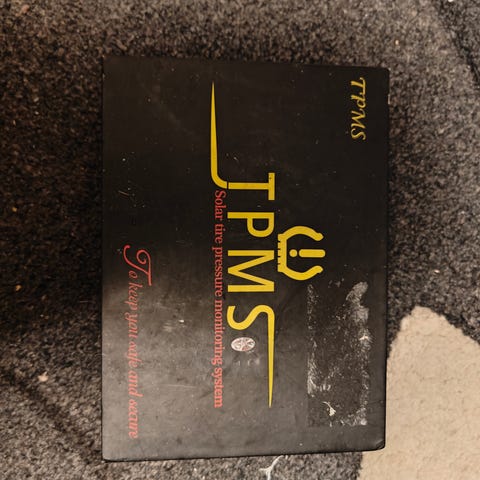 TPMS
TPMS
Solar tire pressure monitoring system
To keep you safe and secure